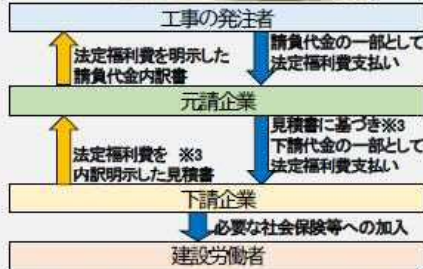 工事の発注者
法定福利費を明示した
請負代金内訳書
請負代金の一部として
法定福利費支払い
元請企業
法定福利費を ※3
内訳明示した見積書
見積書に基づき※3
下請代金の一部として
法定福利費支払い
下請企業
必要な社会保険等への加入
建設労働者